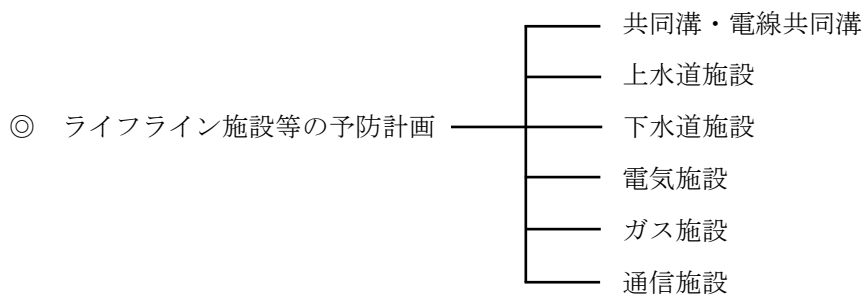 共同溝・電線共同溝
上水道施設
◎　ライフライン施設等の予防計画
下水道施設
電気施設
ガス施設
通信施設